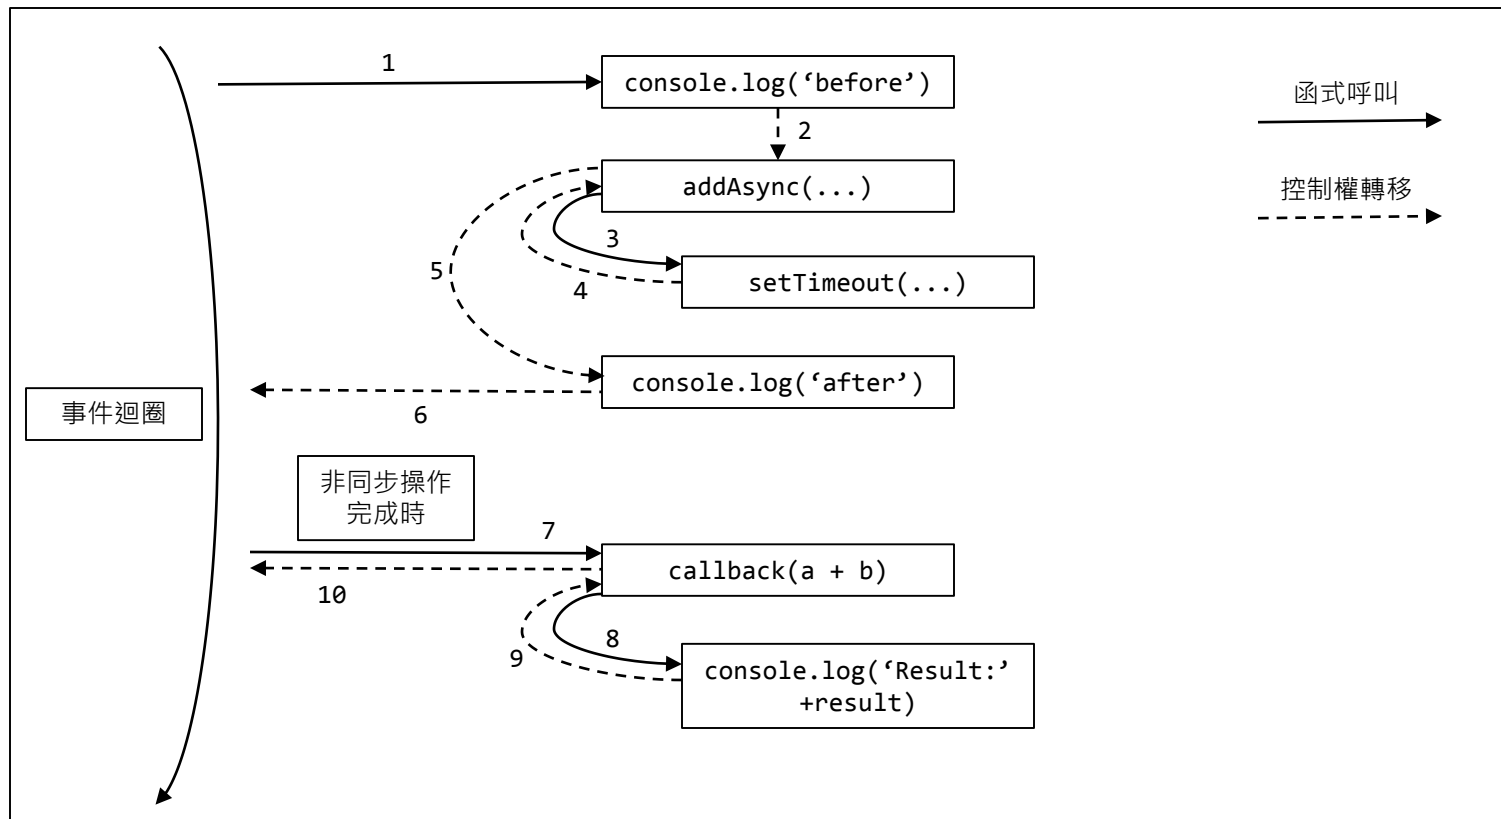 1
console.log(‘before’)
函式呼叫
2
addAsync(...)
控制權轉移
3
5
4
setTimeout(...)
console.log(‘after’)
6
事件迴圈
非同步操作
完成時
7
callback(a + b)
10
8
9
console.log(‘Result:’
+result)